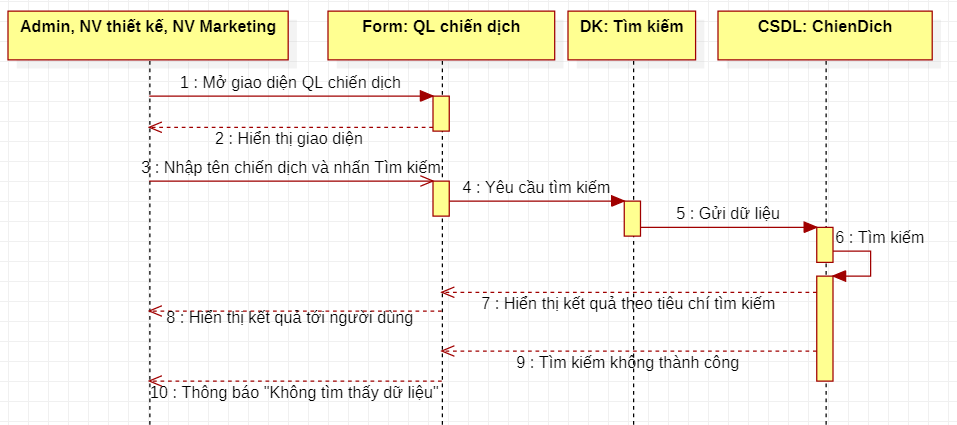 Admin, NV thiết kế, NV Marketing
Form: QL chiến dịch
DK: Tìm kiếm
CSDL: ChienDich
1 : Mở giao diện QL chiến dịch
2 : Hiển thị giao diện
3 : Nhập tên chiến dịch và nhấn Tìm kiếm
4 : Yêu cầu tìm kiếm
5 : Gửi dữ liệu
6 : Tìm kiếm
7 : Hiển thị kết quả theo tiêu chí tìm kiếm
8 : Hiển thị kết quả tới người dùng
9 : Tìm kiếm không thành công
10 : Thông báo "Không tìm thấy dữ liệu"